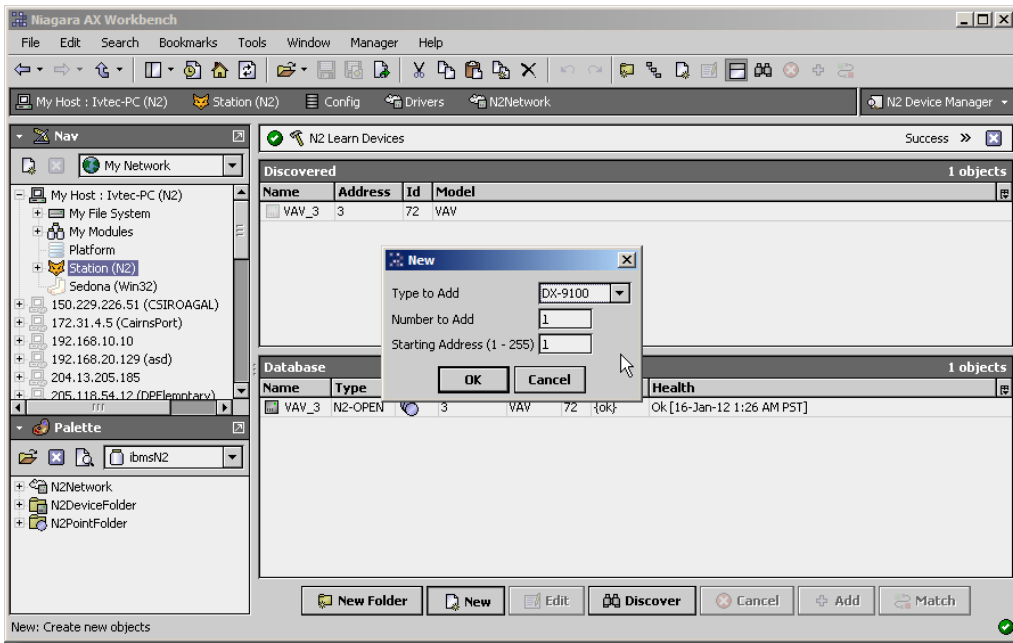 Niagara AX Workbench
File Edit Search Bookmarks Tools Window Manager Help
My Host : Ivtec-PC (N2) Station (N2) Config Drivers N2Network N2 Device Manager
Nav
My Network
My Host : Ivtec-PC (N2)
My File System
My Modules
Platform
Station (N2)
Sedona (Win32)
150.229.226.51 (CSIROAGAL)
172.31.4.5 (CairnsPort)
192.168.10.10
192.168.20.129 (asd)
204.13.205.185
205.118.54.12 (DPElemntary)
Palette
ibmsN2
N2Network
N2DeviceFolder
N2PointFolder
N2 Learn Devices Success »
Discovered 1 objects
Name Address Id Model
VAV_3 3 72 VAV
New
Type to Add DX-9100
Number to Add 1
Starting Address (1 - 255) 1
OK Cancel
Database 1 objects
Name Type Health
VAV_3 N2-OPEN 3 VAV 72 {ok} Ok [16-Jan-12 1:26 AM PST]
New Folder New Edit Discover Cancel Add Match
New: Create new objects